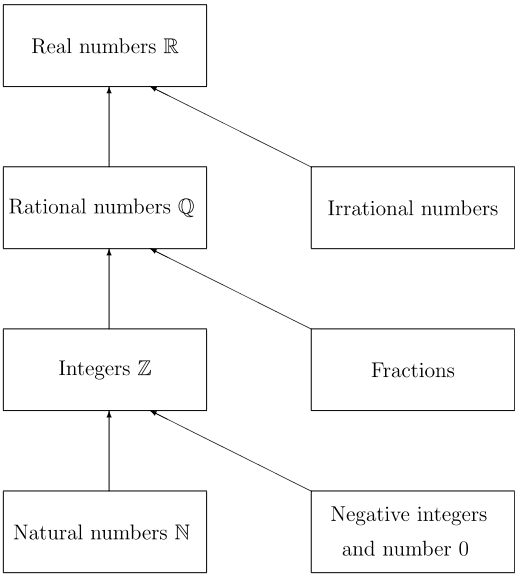 Real numbers ℝ
Rational numbers ℚ
Irrational numbers
Integers ℤ
Fractions
Natural numbers ℕ
Negative integers
and number 0